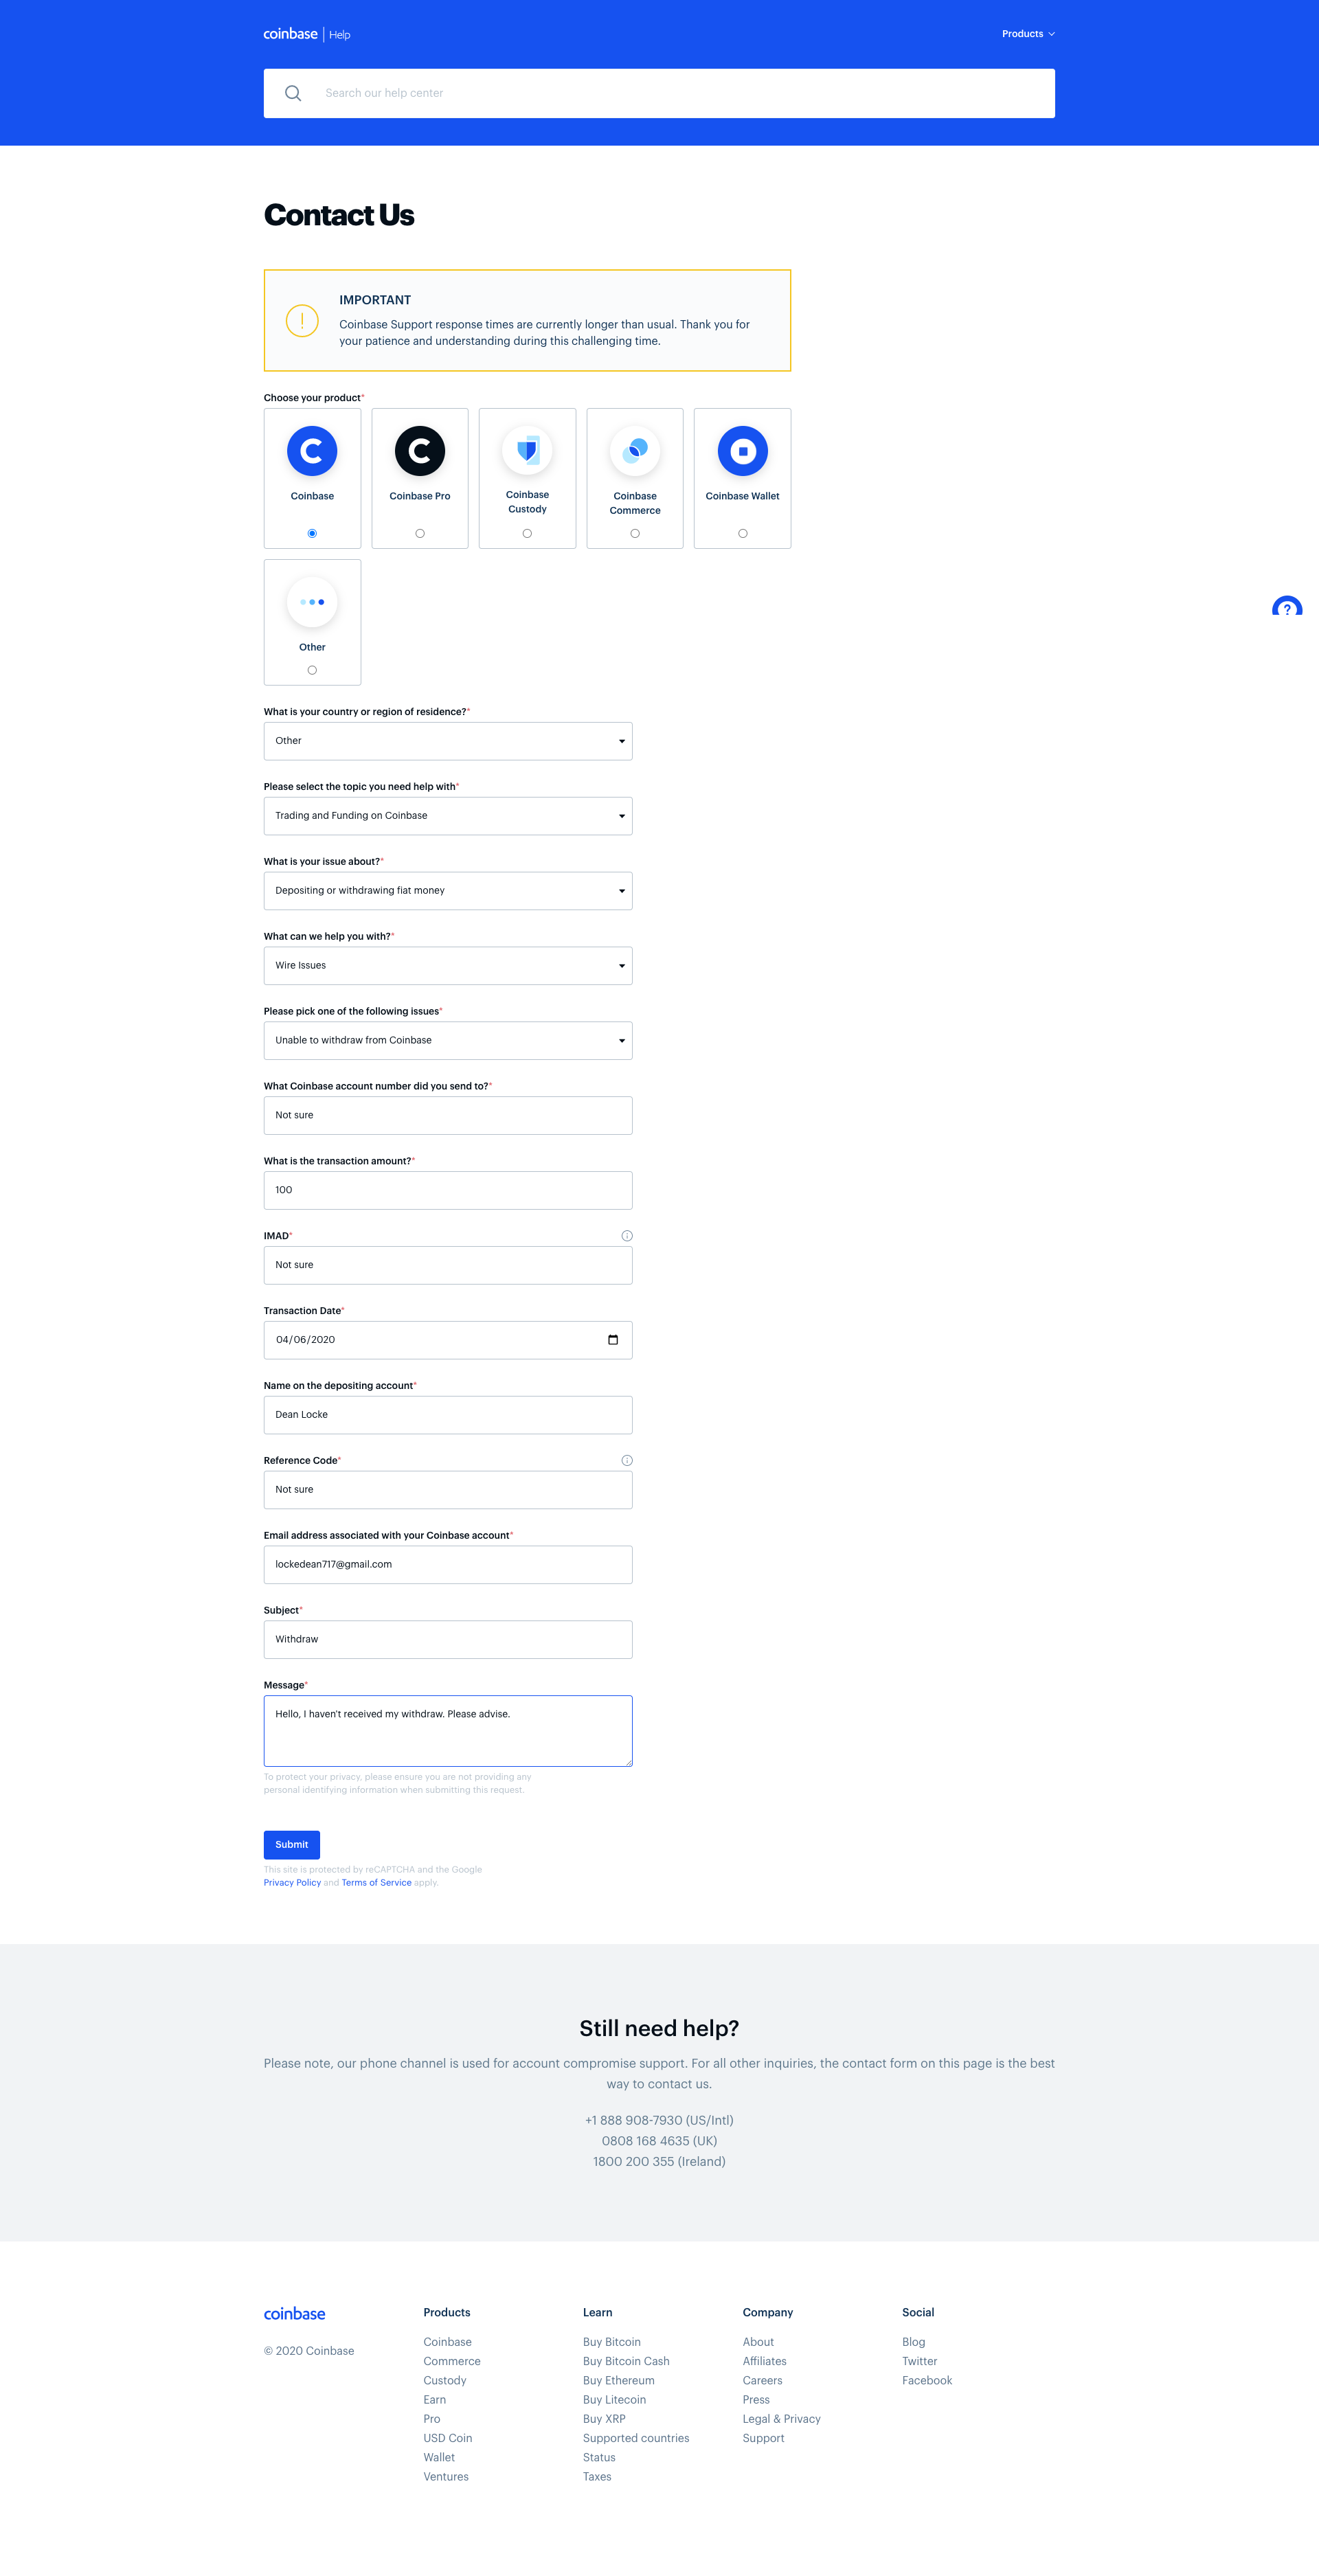 coinbase | Help
Products
Search our help center
Contact Us
IMPORTANT
Coinbase Support response times are currently longer than usual. Thank you for
your patience and understanding during this challenging time.
Choose your product*
Coinbase
Coinbase Pro
Coinbase
Custody
Coinbase
Commerce
Coinbase Wallet
Other
What is your country or region of residence?*
Other
Please select the topic you need help with*
Trading and Funding on Coinbase
What is your issue about?*
Depositing or withdrawing fiat money
What can we help you with?*
Wire Issues
Please pick one of the following issues*
Unable to withdraw from Coinbase
What Coinbase account number did you send to?*
Not sure
What is the transaction amount?*
100
IMAD*
Not sure
Transaction Date*
04/06/2020
Name on the depositing account*
Dean Locke
Reference Code*
Not sure
Email address associated with your Coinbase account*
lockedean717@gmail.com
Subject*
Withdraw
Message*
Hello, I haven't received my withdraw. Please advise.
To protect your privacy, please ensure you are not providing any
personal identifying information when submitting this request.
Submit
This site is protected by reCAPTCHA and the Google
Privacy Policy and Terms of Service apply.
Still need help?
Please note, our phone channel is used for account compromise support. For all other inquiries, the contact form on this page is the best
way to contact us.
+1 888 908-7930 (US/Intl)
0808 168 4635 (UK)
1800 200 355 (Ireland)
coinbase
© 2020 Coinbase
Products
Coinbase
Commerce
Custody
Earn
Pro
USD Coin
Wallet
Ventures
Learn
Buy Bitcoin
Buy Bitcoin Cash
Buy Ethereum
Buy Litecoin
Buy XRP
Supported countries
Status
Taxes
Company
About
Affiliates
Careers
Press
Legal & Privacy
Support
Social
Blog
Twitter
Facebook